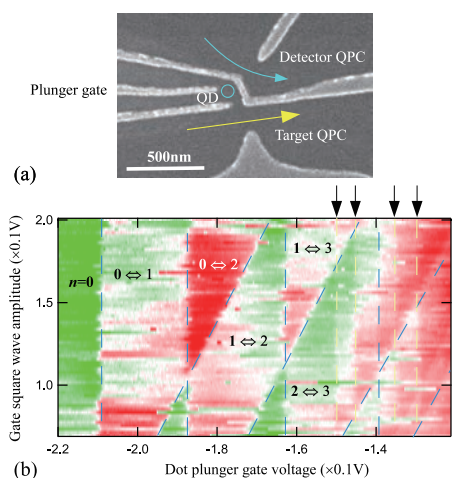 Detector QPC
Plunger gate
QD
Target QPC
500nm
(a)
Gate square wave amplitude (×0.1V)
2.0
1.5
1.0
n=0
0 ⇔ 1
0 ⇔ 2
1 ⇔ 3
1 ⇔ 2
2 ⇔ 3
-2.2
-2.0
-1.8
-1.6
-1.4
(b)
Dot plunger gate voltage (×0.1V)